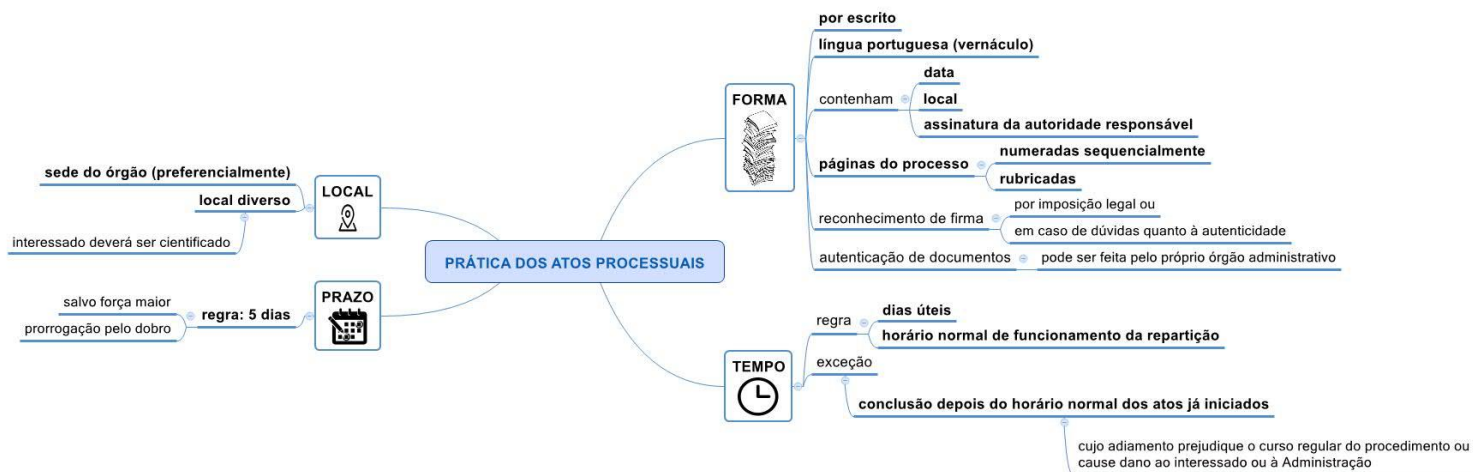 PRÁTICA DOS ATOS PROCESSUAIS
FORMA
por escrito
língua portuguesa (vernáculo)
contenham
data
local
assinatura da autoridade responsável
páginas do processo
numeradas sequencialmente
rubricadas
reconhecimento de firma
por imposição legal ou
em caso de dúvidas quanto à autenticidade
autenticação de documentos
pode ser feita pelo próprio órgão administrativo
TEMPO
regra
dias úteis
horário normal de funcionamento da repartição
exceção
conclusão depois do horário normal dos atos já iniciados
cujo adiamento prejudique o curso regular do procedimento ou
cause dano ao interessado ou à Administração
LOCAL
sede do órgão (preferencialmente)
local diverso
interessado deverá ser cientificado
PRAZO
regra: 5 dias
salvo força maior
prorrogação pelo dobro